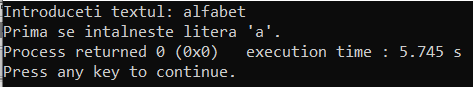 Introduceti textul: alfabet
Prima se intalneste litera 'a'.
Process returned 0 (0x0)   execution time : 5.745 s
Press any key to continue.